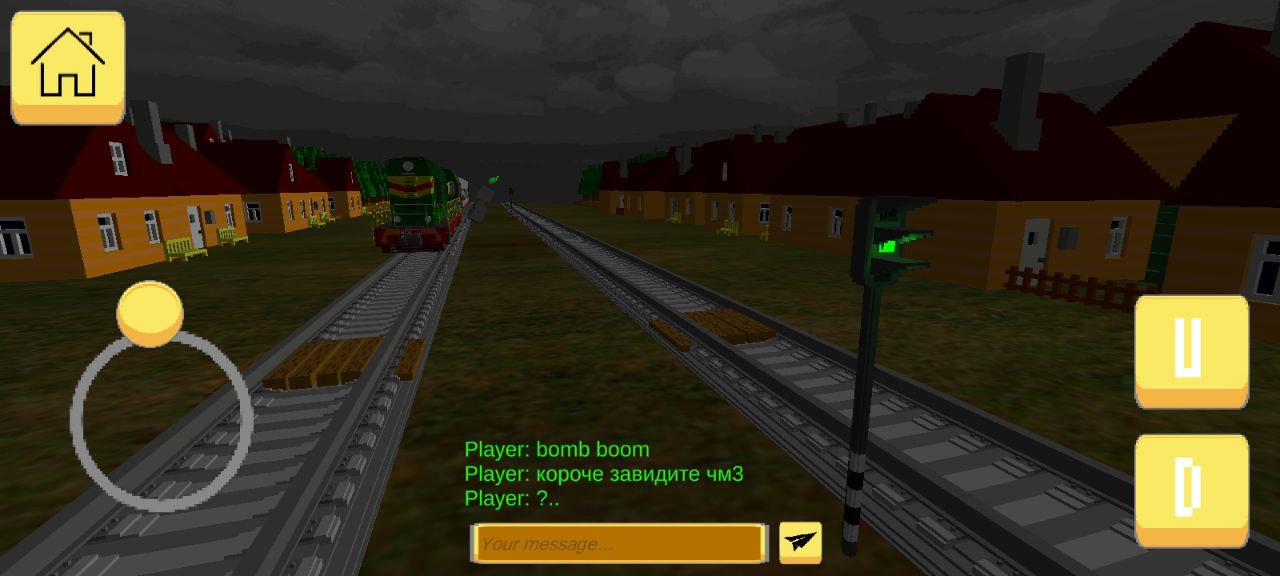 Player: bomb boom
Player: короче завидите чм3
Player: ?..
Your message...
U
D